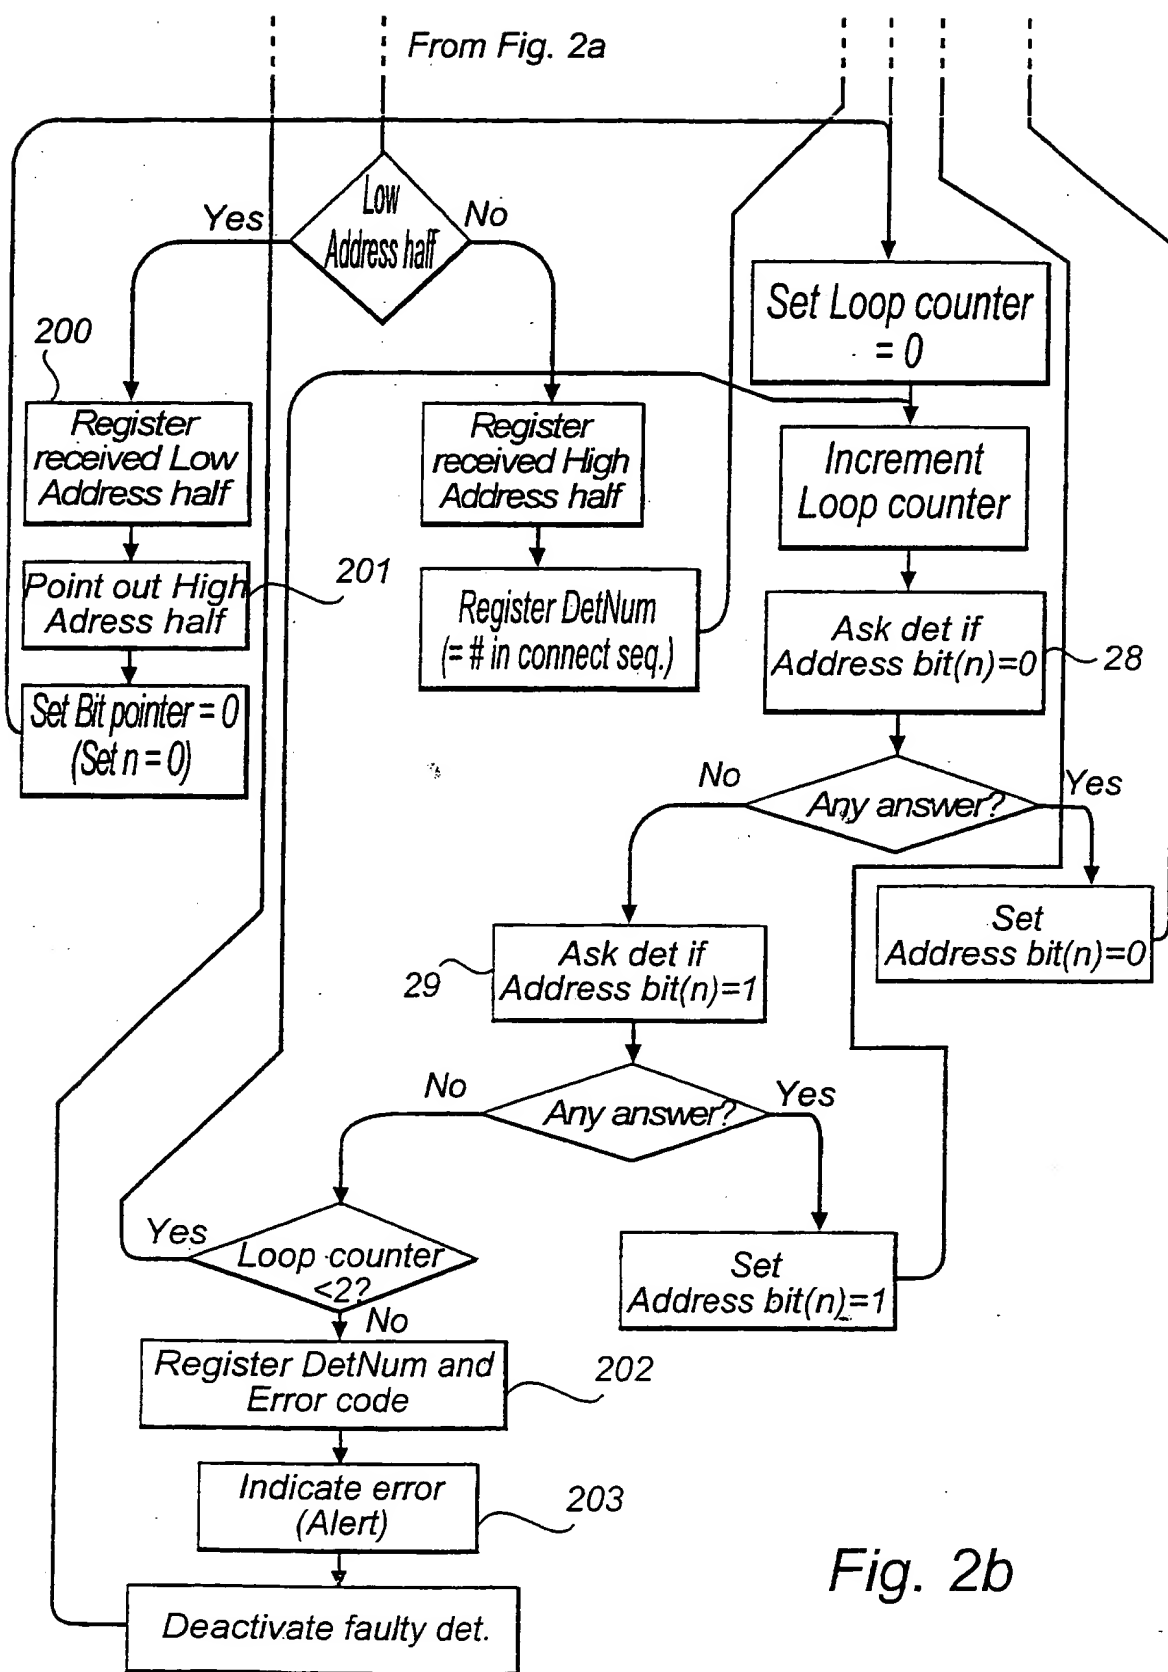 From Fig. 2a
Low
Address half
Yes
No
Set Loop counter
= 0
200
Register
received Low
Address half
Register
received High
Address half
Increment
Loop counter
Point out High
Adress half
201
Register DetNum
(= # in connect seq.)
Ask det if
Address bit(n)=0
28
Set Bit pointer = 0
(Set n = 0)
No
Any answer?
Yes
Set
Address bit(n)=0
Ask det if
Address bit(n)=1
29
No
Any answer?
Yes
Yes
Loop counter
<2?
No
Set
Address bit(n)=1
Register DetNum and
Error code
202
Indicate error
(Alert)
203
Deactivate faulty det.
Fig. 2b